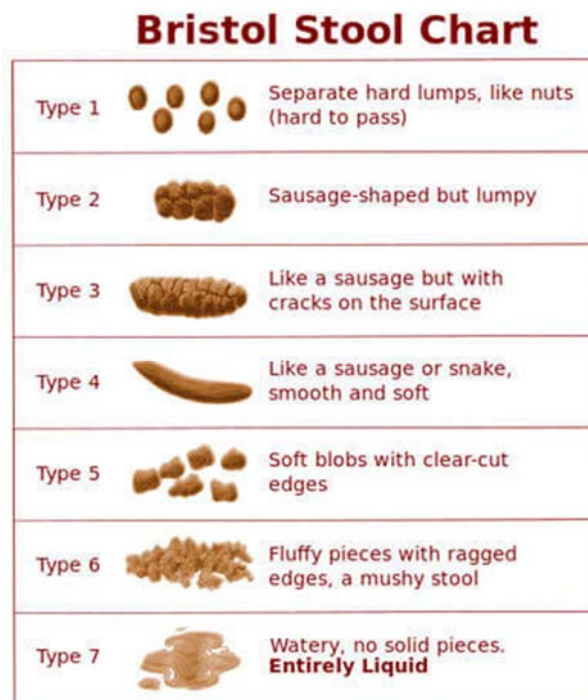 Bristol Stool Chart
Type 1
Separate hard lumps, like nuts
(hard to pass)
Type 2
Sausage-shaped but lumpy
Type 3
Like a sausage but with
cracks on the surface
Type 4
Like a sausage or snake,
smooth and soft
Type 5
Soft blobs with clear-cut
edges
Type 6
Fluffy pieces with ragged
edges, a mushy stool
Type 7
Watery, no solid pieces.
Entirely Liquid